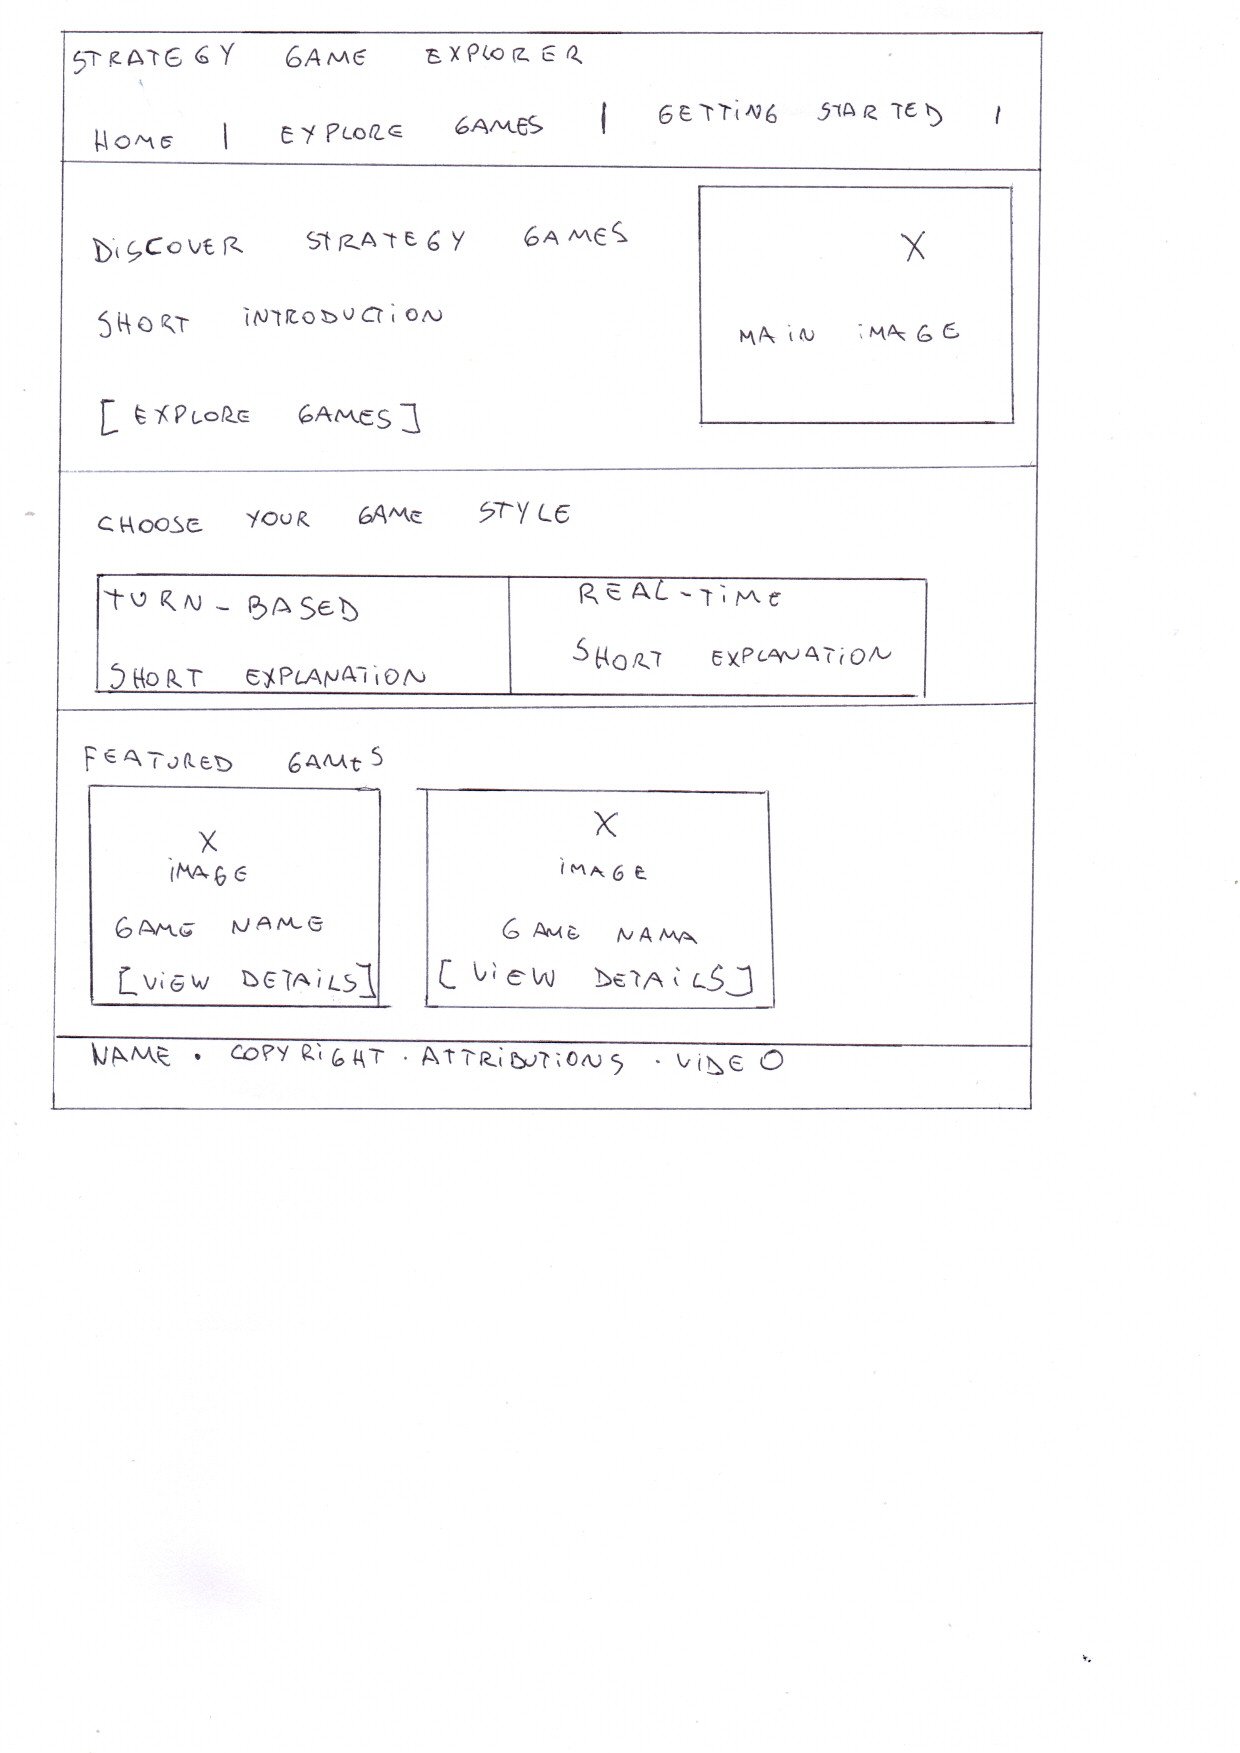 STRATEGY GAME EXPLORER
HOME | EXPLORE GAMES | GETTING STARTED |
DISCOVER STRATEGY GAMES
SHORT INTRODUCTION
[ EXPLORE GAMES ]
X
MAIN IMAGE
CHOOSE YOUR GAME STYLE
TURN-BASED
SHORT EXPLANATION
REAL-TIME
SHORT EXPLANATION
FEATURED GAMES
X
IMAGE
GAME NAME
[VIEW DETAILS]
X
IMAGE
GAME NAMA
[VIEW DETAILS]
NAME . COPYRIGHT . ATTRIBUTIONS . VIDEO